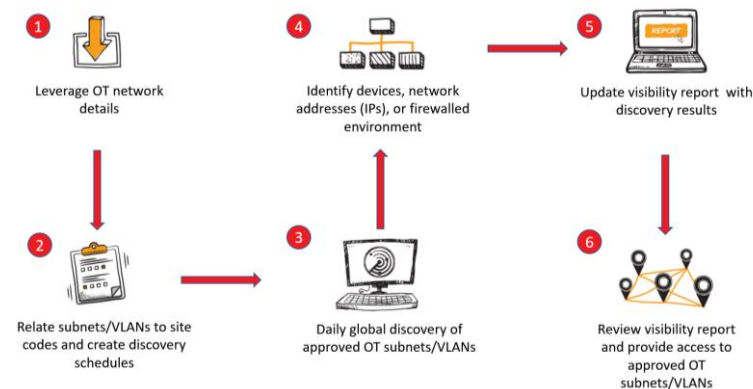 1
Leverage OT network
details
2
Relate subnets/VLANs to site
codes and create discovery
schedules
3
Daily global discovery of
approved OT subnets/VLANs
4
Identify devices, network
addresses (IPs), or firewalled
environment
5
REPORT
Update visibility report with
discovery results
6
Review visibility report
and provide access to
approved OT
subnets/VLANs